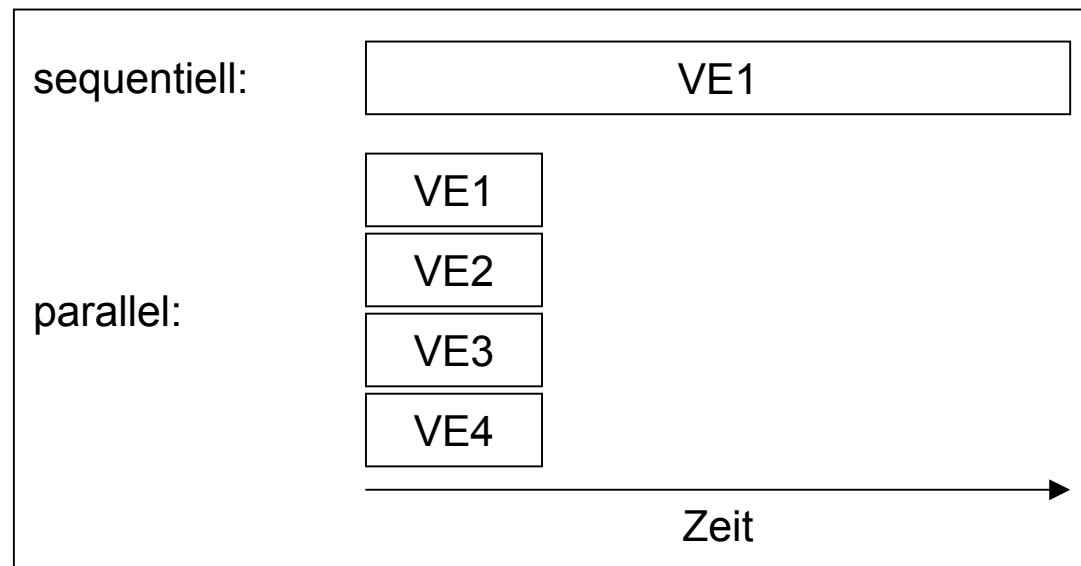 sequentiell:
VE1
VE1
VE2
parallel:
VE3
VE4
Zeit